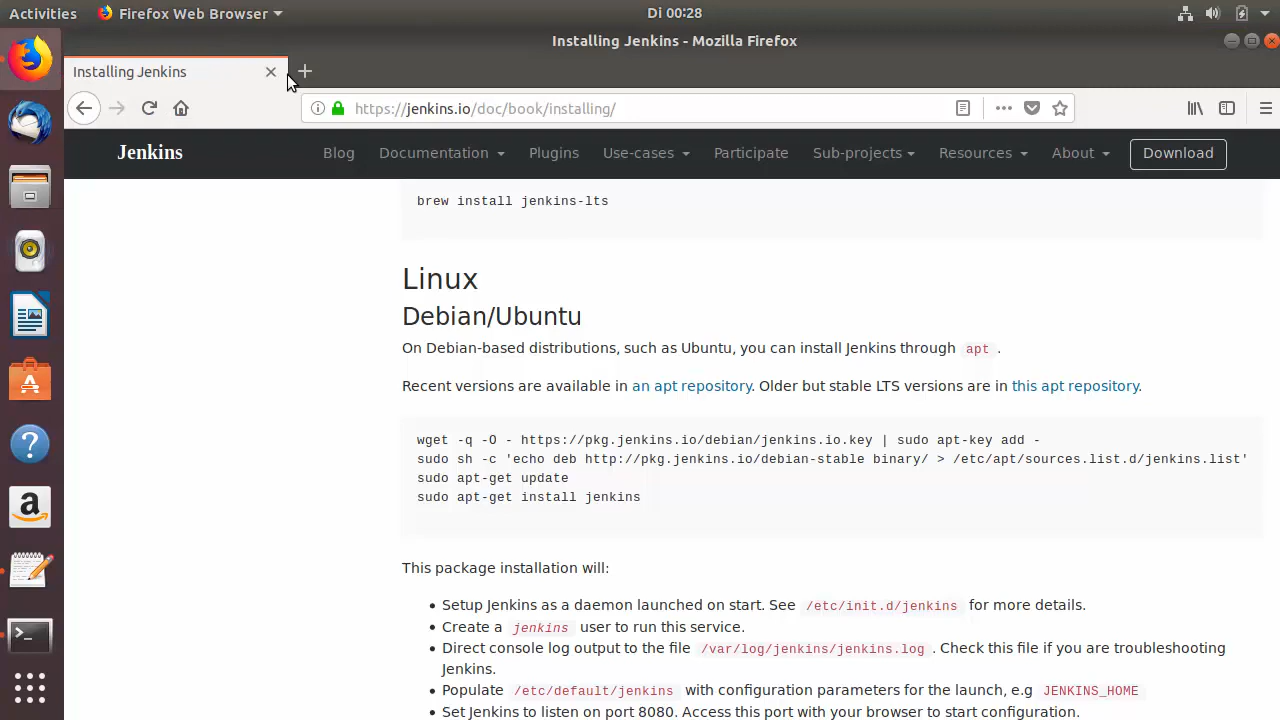 Activities
Firefox Web Browser
Di 00:28
Installing Jenkins - Mozilla Firefox
Installing Jenkins
https://jenkins.io/doc/book/installing/
Jenkins
Blog
Documentation
Plugins
Use-cases
Participate
Sub-projects
Resources
About
Download
brew install jenkins-lts
Linux
Debian/Ubuntu
On Debian-based distributions, such as Ubuntu, you can install Jenkins through apt .
Recent versions are available in an apt repository. Older but stable LTS versions are in this apt repository.
wget -q -O - https://pkg.jenkins.io/debian/jenkins.io.key | sudo apt-key add -
sudo sh -c 'echo deb http://pkg.jenkins.io/debian-stable binary/ > /etc/apt/sources.list.d/jenkins.list'
sudo apt-get update
sudo apt-get install jenkins
This package installation will:
Setup Jenkins as a daemon launched on start. See /etc/init.d/jenkins for more details.
Create a jenkins user to run this service.
Direct console log output to the file /var/log/jenkins/jenkins.log . Check this file if you are troubleshooting
Jenkins.
Populate /etc/default/jenkins with configuration parameters for the launch, e.g JENKINS_HOME
Set Jenkins to listen on port 8080. Access this port with your browser to start configuration.